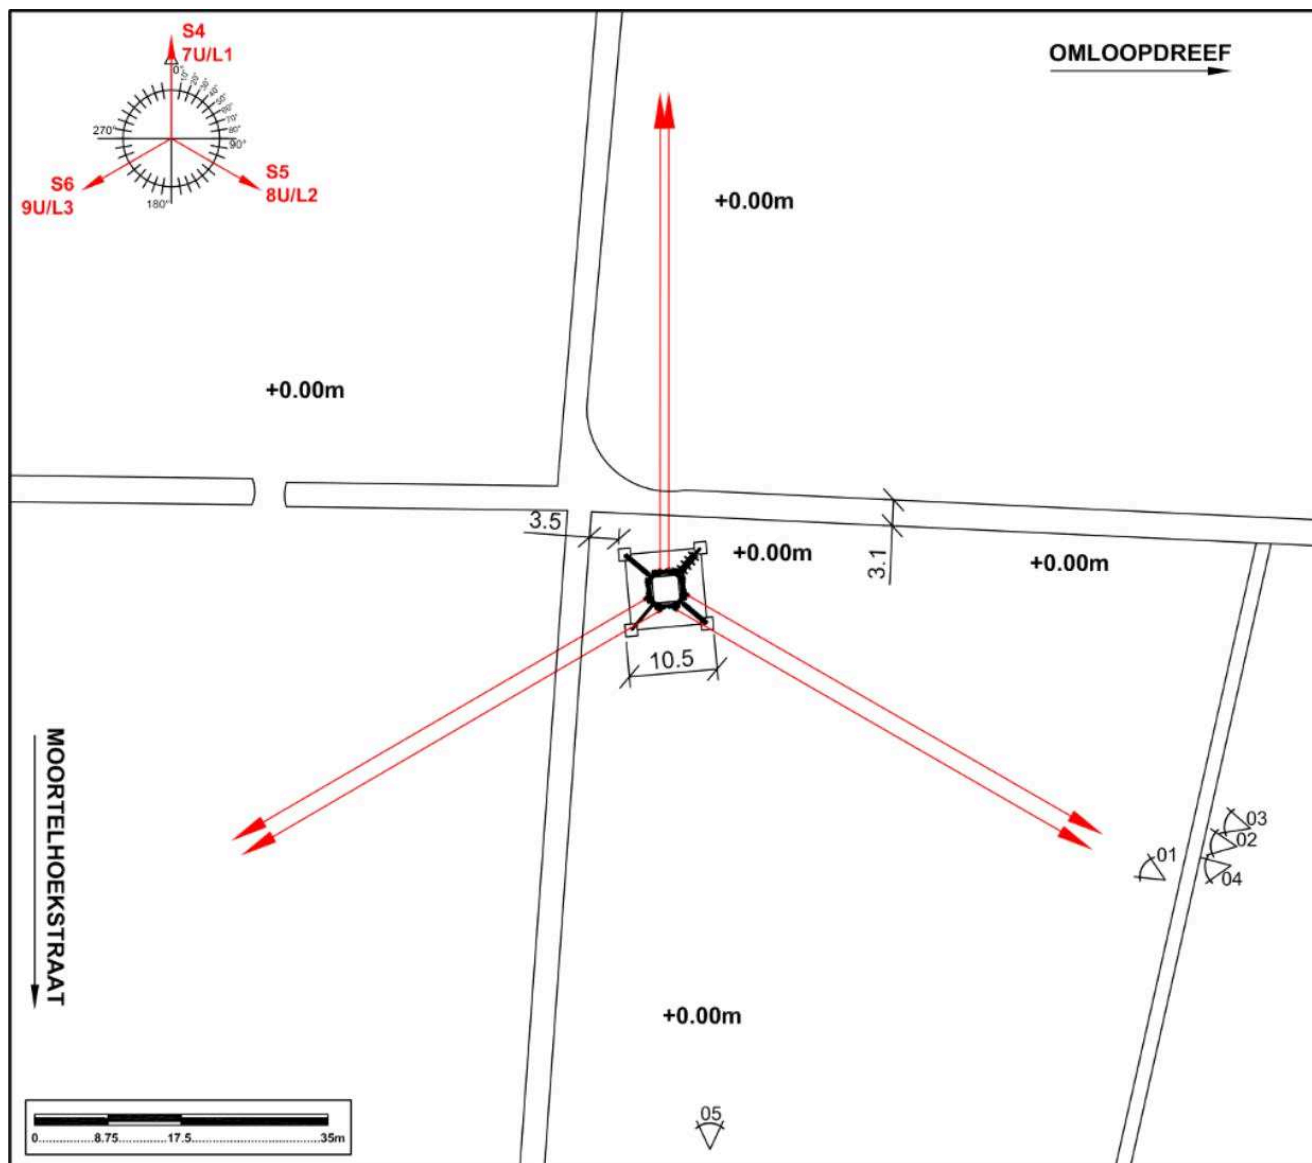 S4
7U/L1
OMLOOPDREEF
0°
10°
20°
30°
40°
50°
60°
70°
80°
270°
90°
S6
9U/L3
S5
8U/L2
180°
+0.00m
+0.00m
3.5
+0.00m
3.1
+0.00m
10.5
MOORTELHOEKSTRAAT
03
02
01
04
+0.00m
05
0..............8.75..............17.5......................................35m